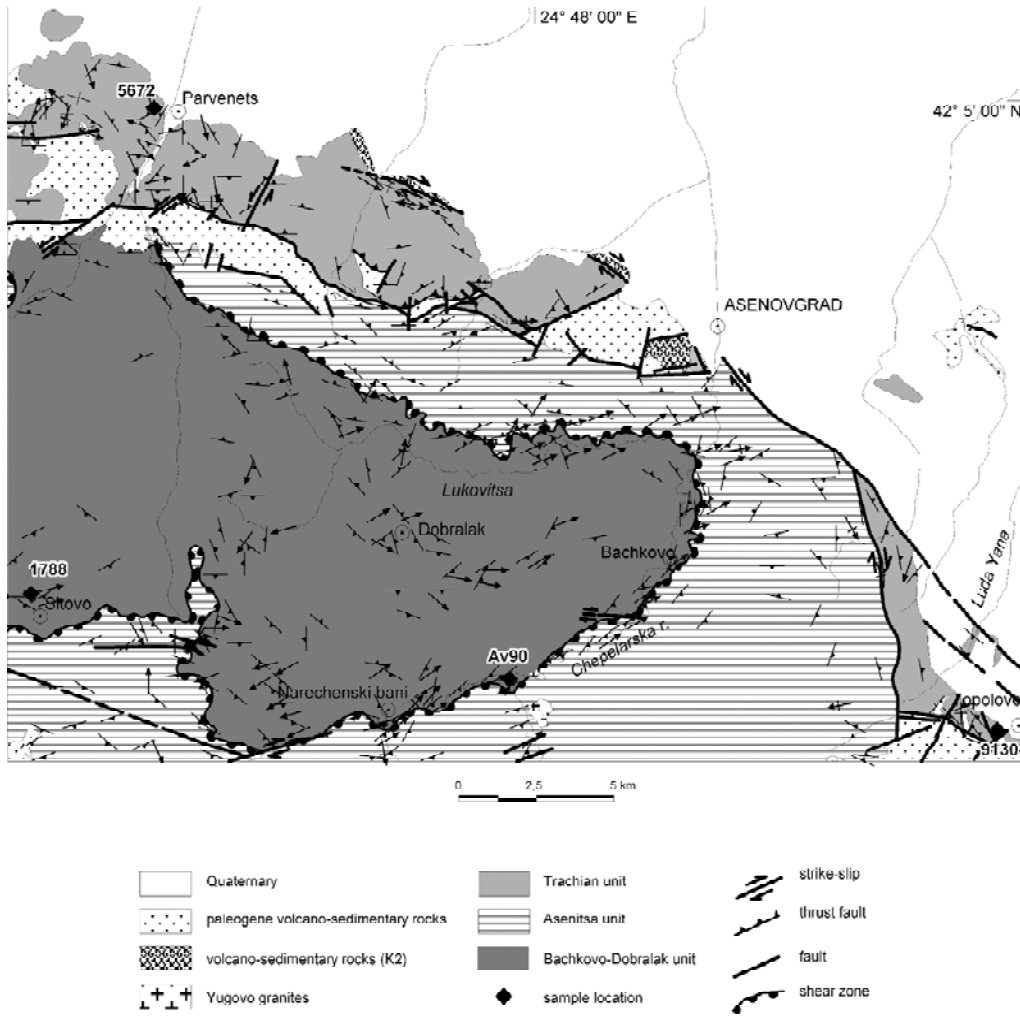 24° 48' 00" E
42° 5' 00" N
5672
Parvenets
ASENOVGRAD
Lukovitsa
Dobralak
Bachkovo
Luda Yana
1788
Sitovo
Chepelarska r.
Av90
Narechenski bani
Topolovo
9130
0 2,5 5 km
Quaternary
paleogene volcano-sedimentary rocks
volcano-sedimentary rocks (K2)
Yugovo granites
Trachian unit
Asenitsa unit
Bachkovo-Dobralak unit
sample location
strike-slip
thrust fault
fault
shear zone